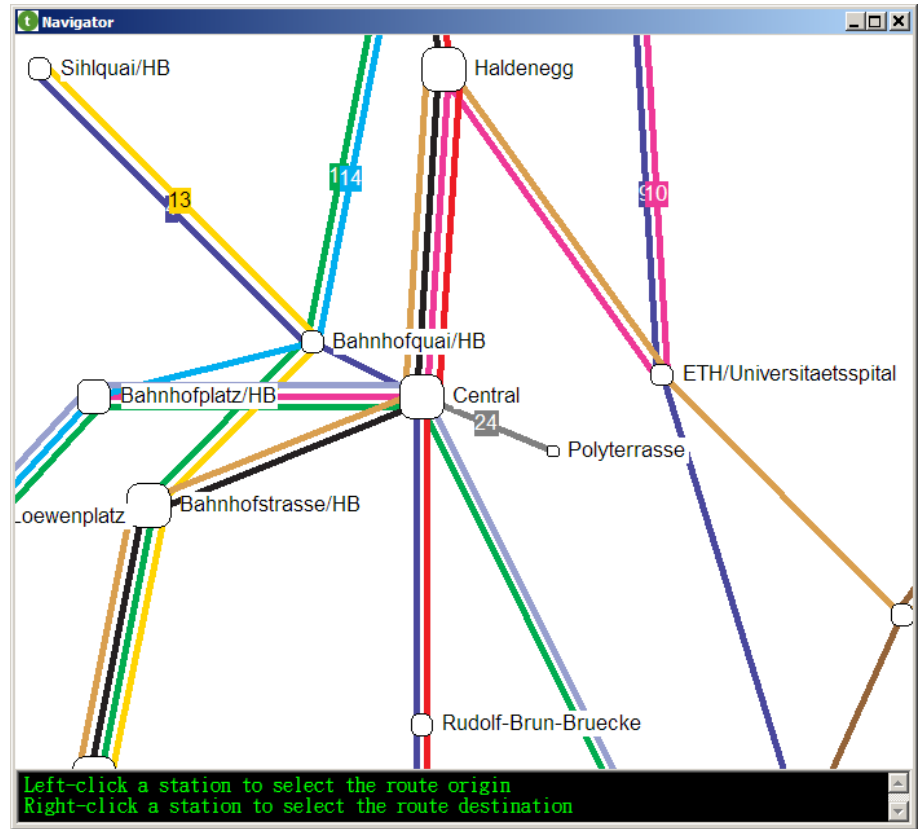 t Navigator
Sihlquai/HB
Haldenegg
14
13
10
Bahnhofquai/HB
ETH/Universitaetsspital
Bahnhofplatz/HB
Central
24
Polyterrasse
Bahnhofstrasse/HB
Loewenplatz
Rudolf-Brun-Bruecke
Left-click a station to select the route origin
Right-click a station to select the route destination